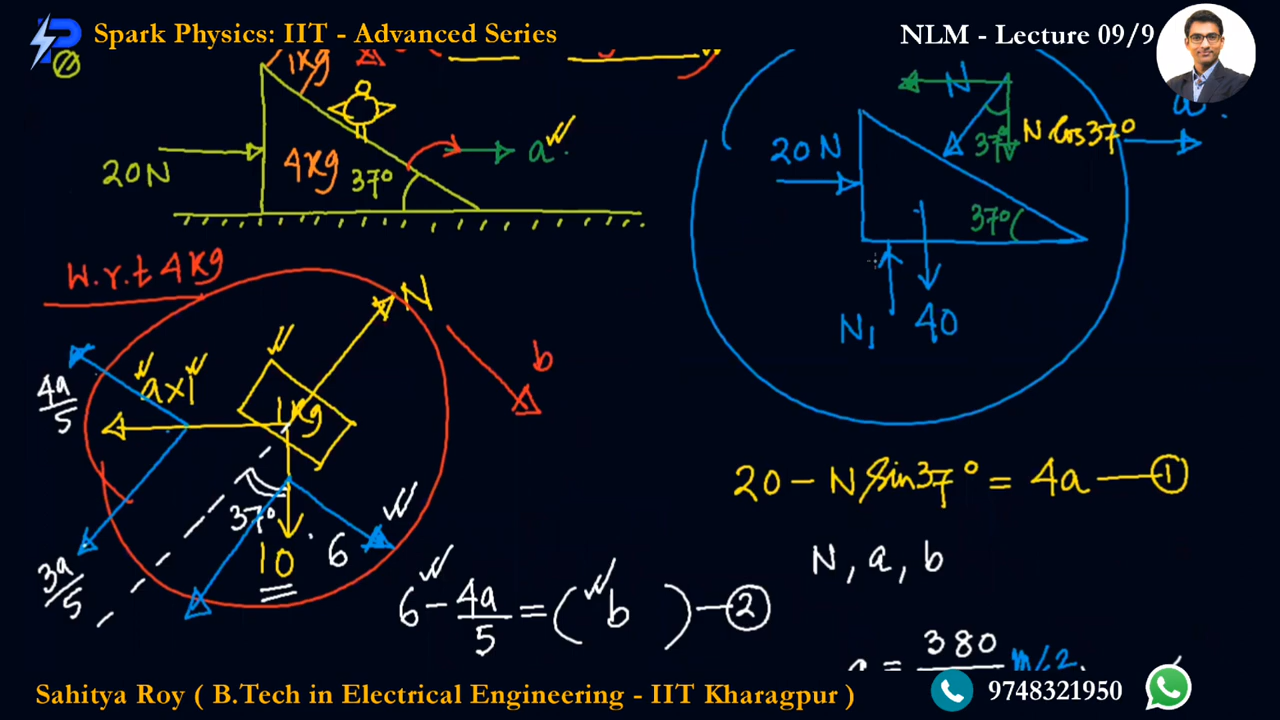 Spark Physics: IIT - Advanced Series
NLM - Lecture 09/9
1kg
20N
4kg
37°
a
N
37°
N Cos37°
a
20N
37°
N₁
40
W.r.t 4kg
N
b
4a/5
a×1
1kg
3a/5
37°
10
6
6 - 4a/5 = ( b ) — ②
20 - N Sin37° = 4a — ①
N, a, b
= 380
m/s2
Sahitya Roy ( B.Tech in Electrical Engineering - IIT Kharagpur )
9748321950